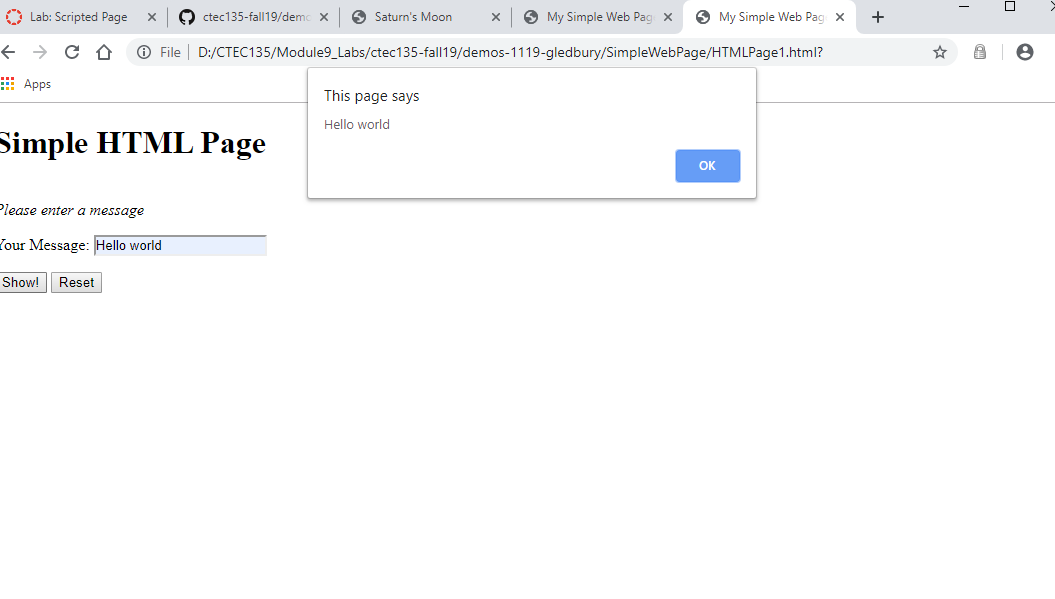 Lab: Scripted Page
ctec135-fall19/demo
Saturn's Moon
My Simple Web Pag
My Simple Web Pag
File
D:/CTEC135/Module9_Labs/ctec135-fall19/demos-1119-gledbury/SimpleWebPage/HTMLPage1.html?
Apps
This page says
Hello world
OK
Simple HTML Page
Please enter a message
Your Message: Hello world
Show! Reset